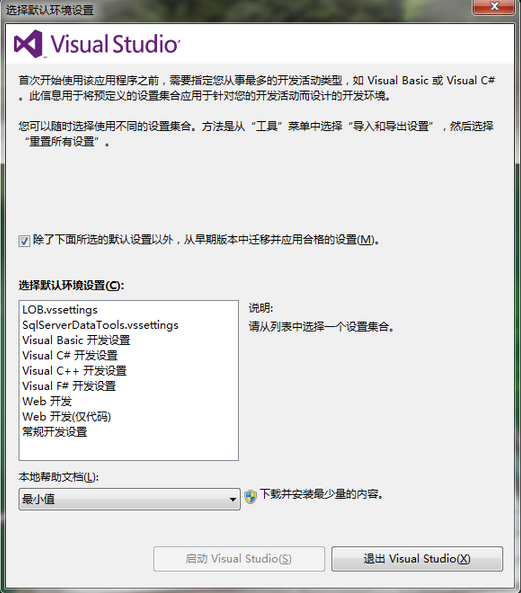 选择默认环境设置
Visual Studio
首次开始使用该应用程序之前，需要指定您从事最多的开发活动类型，如 Visual Basic 或 Visual C#
。此信息用于将预定义的设置集合应用于针对您的开发活动而设计的开发环境。
您可以随时选择使用不同的设置集合。方法是从“工具”菜单中选择“导入和导出设置”，然后选择
“重置所有设置”。
除了下面所选的默认设置以外，从早期版本中迁移并应用合格的设置(M)。
选择默认环境设置(C):
说明:
LOB.vssettings
请从列表中选择一个设置集合。
SqlServerDataTools.vssettings
Visual Basic 开发设置
Visual C# 开发设置
Visual C++ 开发设置
Visual F# 开发设置
Web 开发
Web 开发(仅代码)
常规开发设置
本地帮助文档(L):
最小值
下载并安装最少量的内容。
启动 Visual Studio(S)
退出 Visual Studio(X)